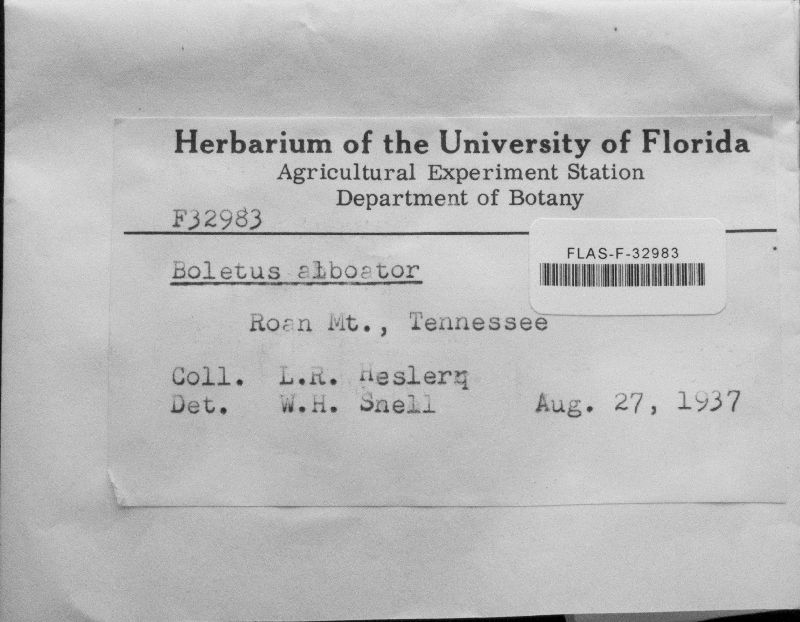 Herbarium of the University of Florida
Agricultural Experiment Station
Department of Botany
F32983
FLAS-F-32983
Boletus alboator
Roan Mt., Tennessee
Coll. L.R. Heslerq
Det. W.H. Snell Aug. 27, 1937